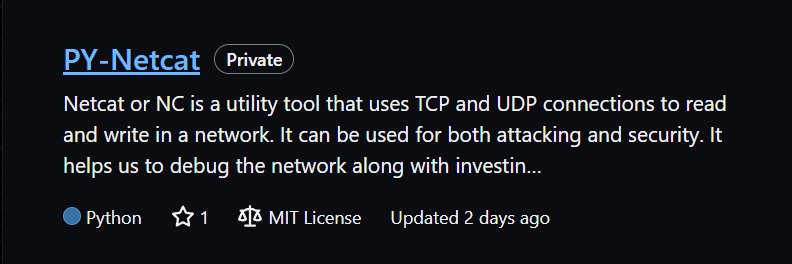 PY-Netcat Private
Netcat or NC is a utility tool that uses TCP and UDP connections to read
and write in a network. It can be used for both attacking and security. It
helps us to debug the network along with investin...
Python 1 MIT License Updated 2 days ago